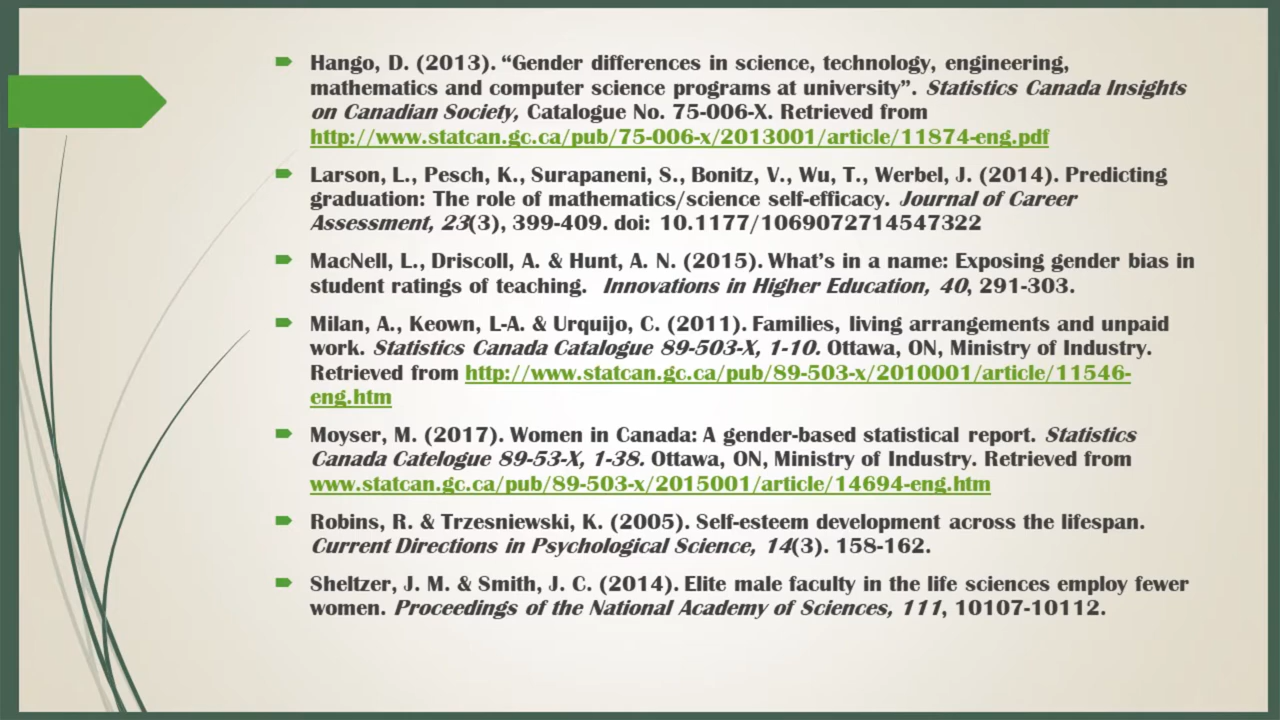 Hango, D. (2013). “Gender differences in science, technology, engineering,
mathematics and computer science programs at university”. Statistics Canada Insights
on Canadian Society, Catalogue No. 75-006-X. Retrieved from
http://www.statcan.gc.ca/pub/75-006-x/2013001/article/11874-eng.pdf
Larson, L., Pesch, K., Surapaneni, S., Bonitz, V., Wu, T., Werbel, J. (2014). Predicting
graduation: The role of mathematics/science self-efficacy. Journal of Career
Assessment, 23(3), 399-409. doi: 10.1177/1069072714547322
MacNell, L., Driscoll, A. & Hunt, A. N. (2015). What’s in a name: Exposing gender bias in
student ratings of teaching. Innovations in Higher Education, 40, 291-303.
Milan, A., Keown, L-A. & Urquijo, C. (2011). Families, living arrangements and unpaid
work. Statistics Canada Catalogue 89-503-X, 1-10. Ottawa, ON, Ministry of Industry.
Retrieved from http://www.statcan.gc.ca/pub/89-503-x/2010001/article/11546-
eng.htm
Moyser, M. (2017). Women in Canada: A gender-based statistical report. Statistics
Canada Catelogue 89-53-X, 1-38. Ottawa, ON, Ministry of Industry. Retrieved from
www.statcan.gc.ca/pub/89-503-x/2015001/article/14694-eng.htm
Robins, R. & Trzesniewski, K. (2005). Self-esteem development across the lifespan.
Current Directions in Psychological Science, 14(3). 158-162.
Sheltzer, J. M. & Smith, J. C. (2014). Elite male faculty in the life sciences employ fewer
women. Proceedings of the National Academy of Sciences, 111, 10107-10112.